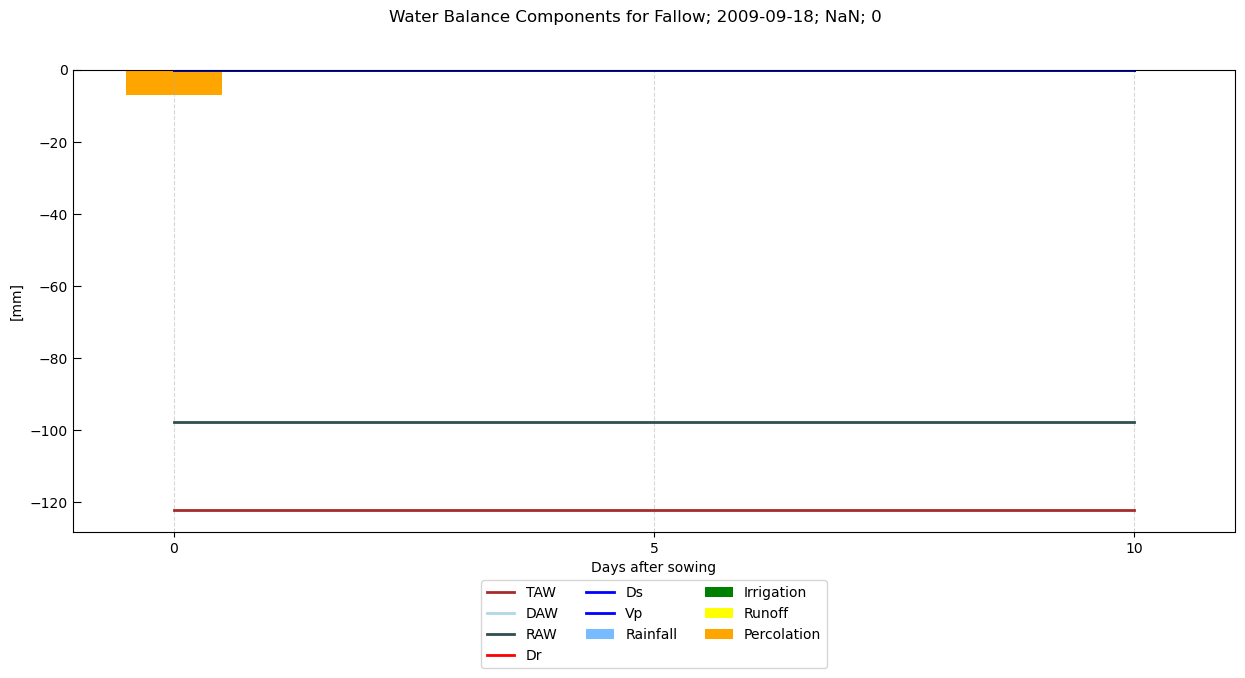 Water Balance Components for Fallow; 2009-09-18; NaN; 0
0
−20
−40
−60
−80
−100
−120
[mm]
0 5 10
Days after sowing
TAW Ds Irrigation
DAW Vp Runoff
RAW Rainfall Percolation
Dr